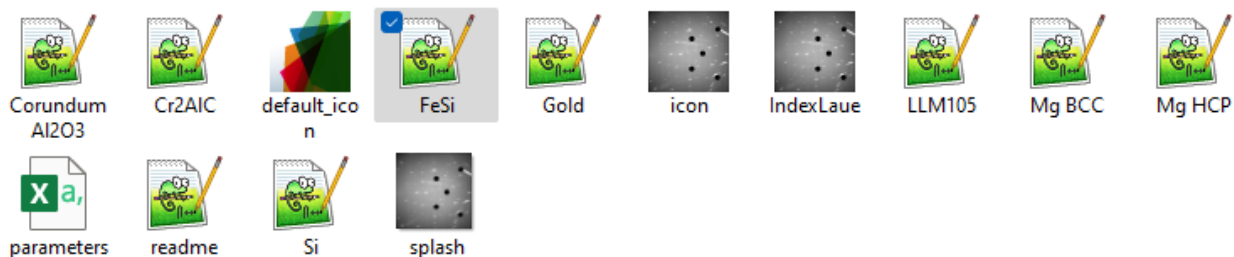 Corundum
Al2O3
Cr2AlC
default_ico
n
FeSi
Gold
icon
IndexLaue
LLM105
Mg BCC
Mg HCP
X a,
parameters
readme
Si
splash